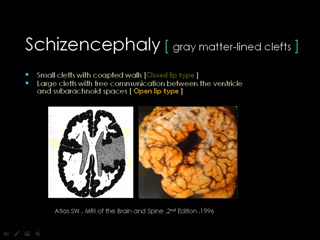 Schizencephaly [ gray matter-lined clefts ]
Small clefts with coapted walls [Closed lip type ]
Large clefts with free communication between the ventricle
and subarachnoid spaces [ Open lip type ]
Atlas SW , MRI of the Brain and Spine ,2nd Edition ,1996